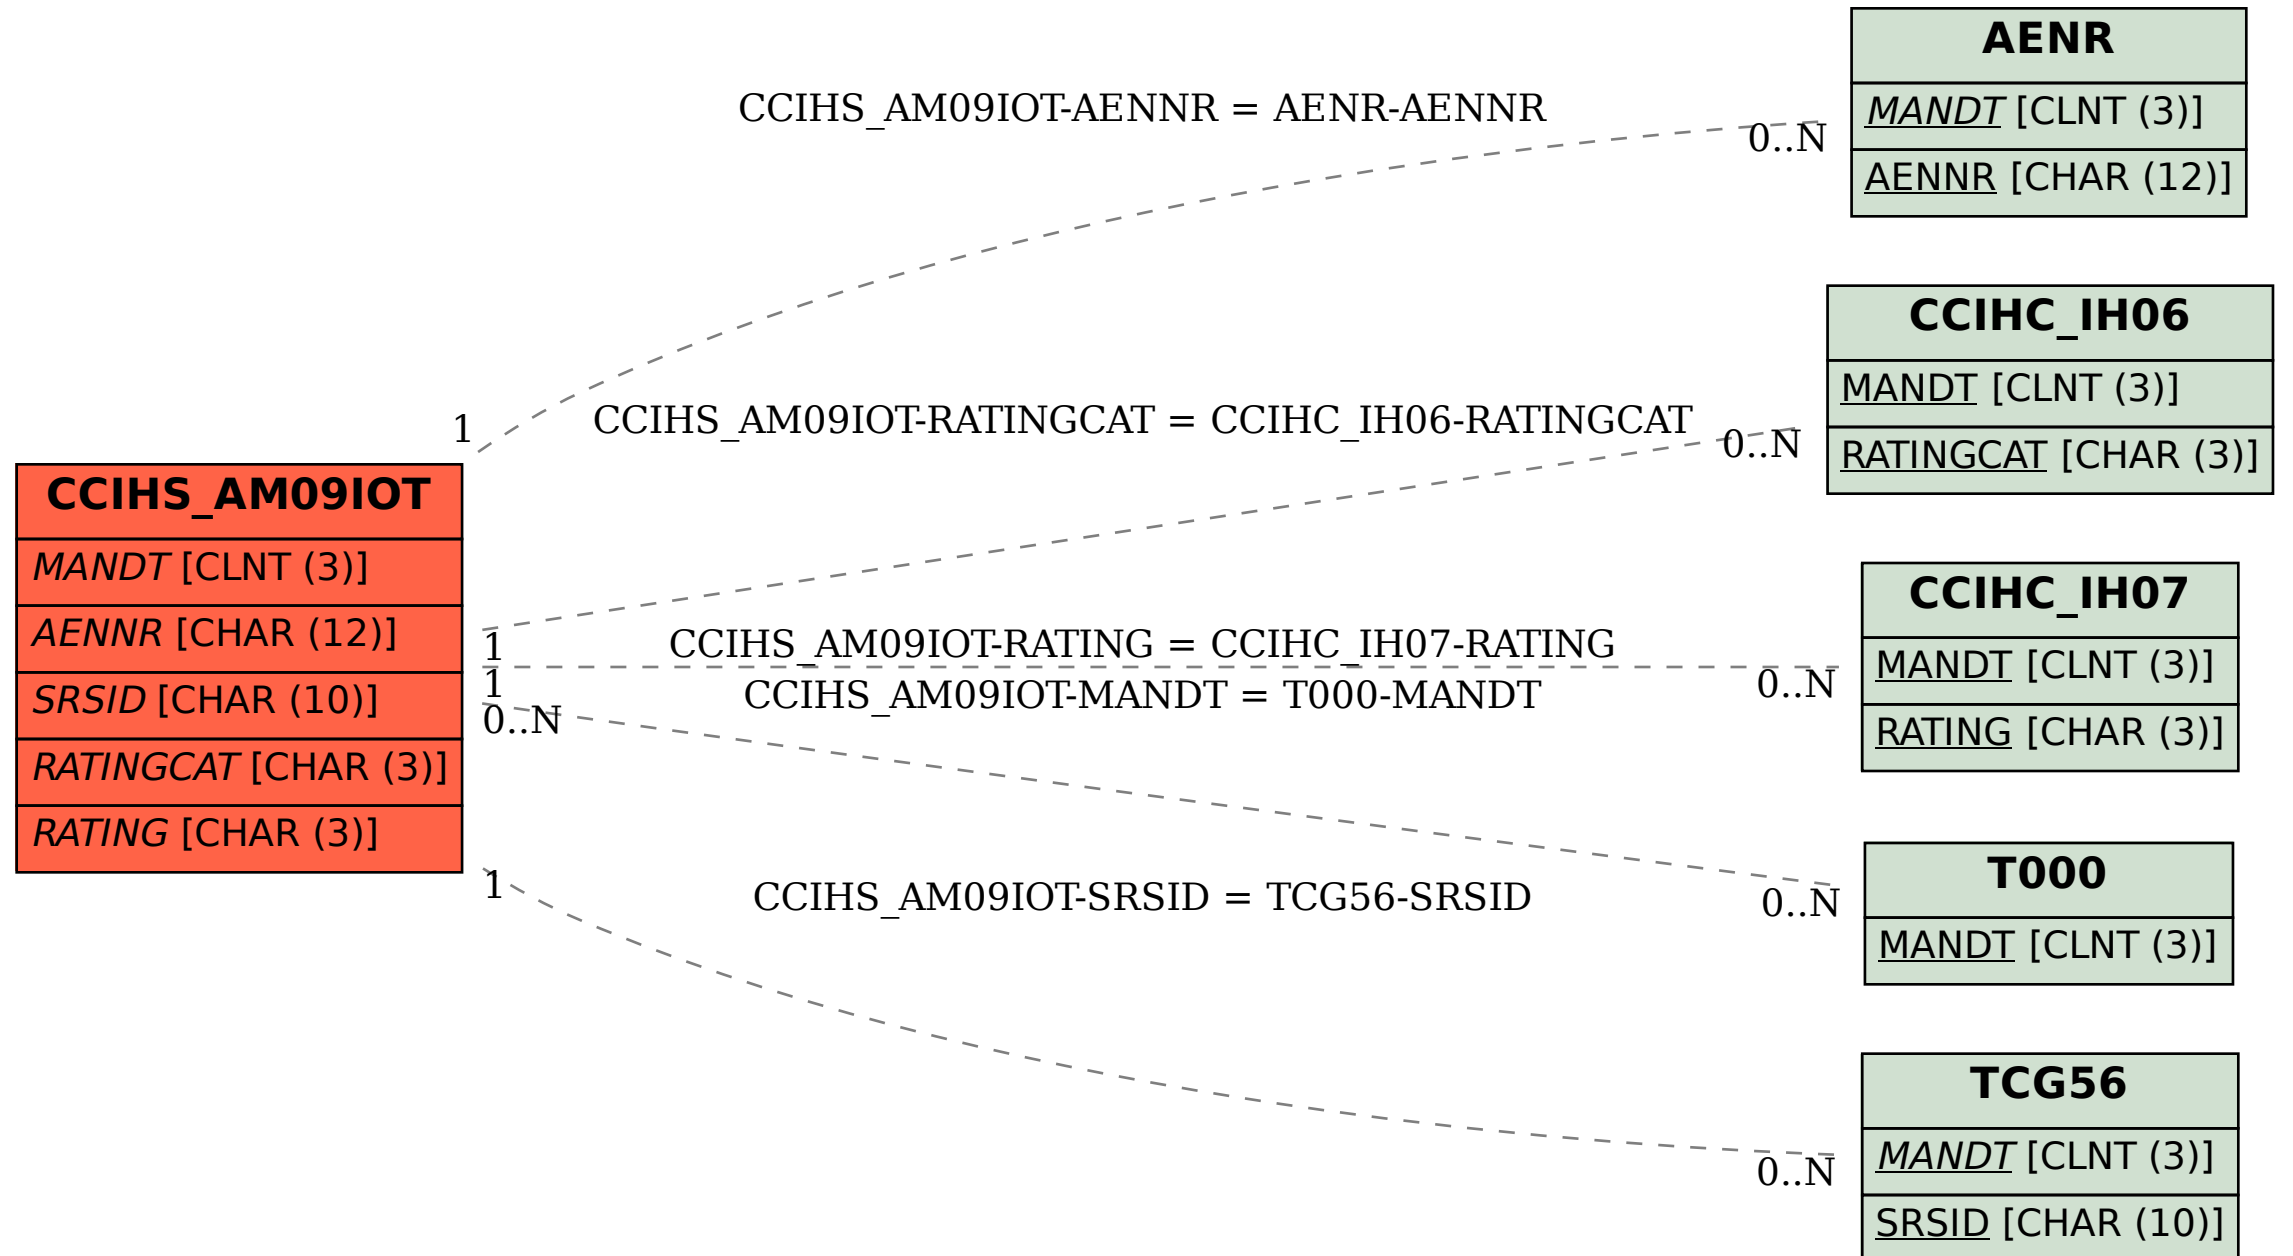 AENR
MANDT [CLNT (3)]
AENNR [CHAR (12)]
CCIHS_AM09IOT-AENNR = AENR-AENNR
0..N
1
CCIHC_IH06
MANDT [CLNT (3)]
RATINGCAT [CHAR (3)]
CCIHS_AM09IOT-RATINGCAT = CCIHC_IH06-RATINGCAT
0..N
1
CCIHS_AM09IOT
MANDT [CLNT (3)]
AENNR [CHAR (12)]
SRSID [CHAR (10)]
RATINGCAT [CHAR (3)]
RATING [CHAR (3)]
CCIHC_IH07
MANDT [CLNT (3)]
RATING [CHAR (3)]
CCIHS_AM09IOT-RATING = CCIHC_IH07-RATING
1
0..N
CCIHS_AM09IOT-MANDT = T000-MANDT
0..N
0..N
T000
MANDT [CLNT (3)]
CCIHS_AM09IOT-SRSID = TCG56-SRSID
1
0..N
TCG56
MANDT [CLNT (3)]
SRSID [CHAR (10)]